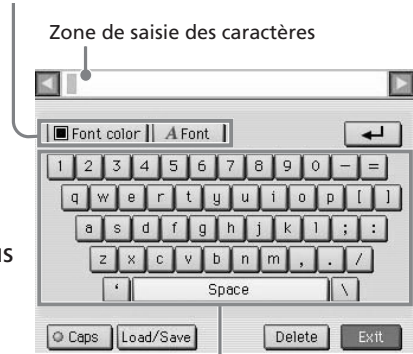 Zone de saisie des caractères
Font color A Font
1 2 3 4 5 6 7 8 9 0 - =
q w e r t y u i o p [ ]
a s d f g h j k l ; :
us
z x c v b n m , . /
' Space \
Caps Load/Save Delete Exit